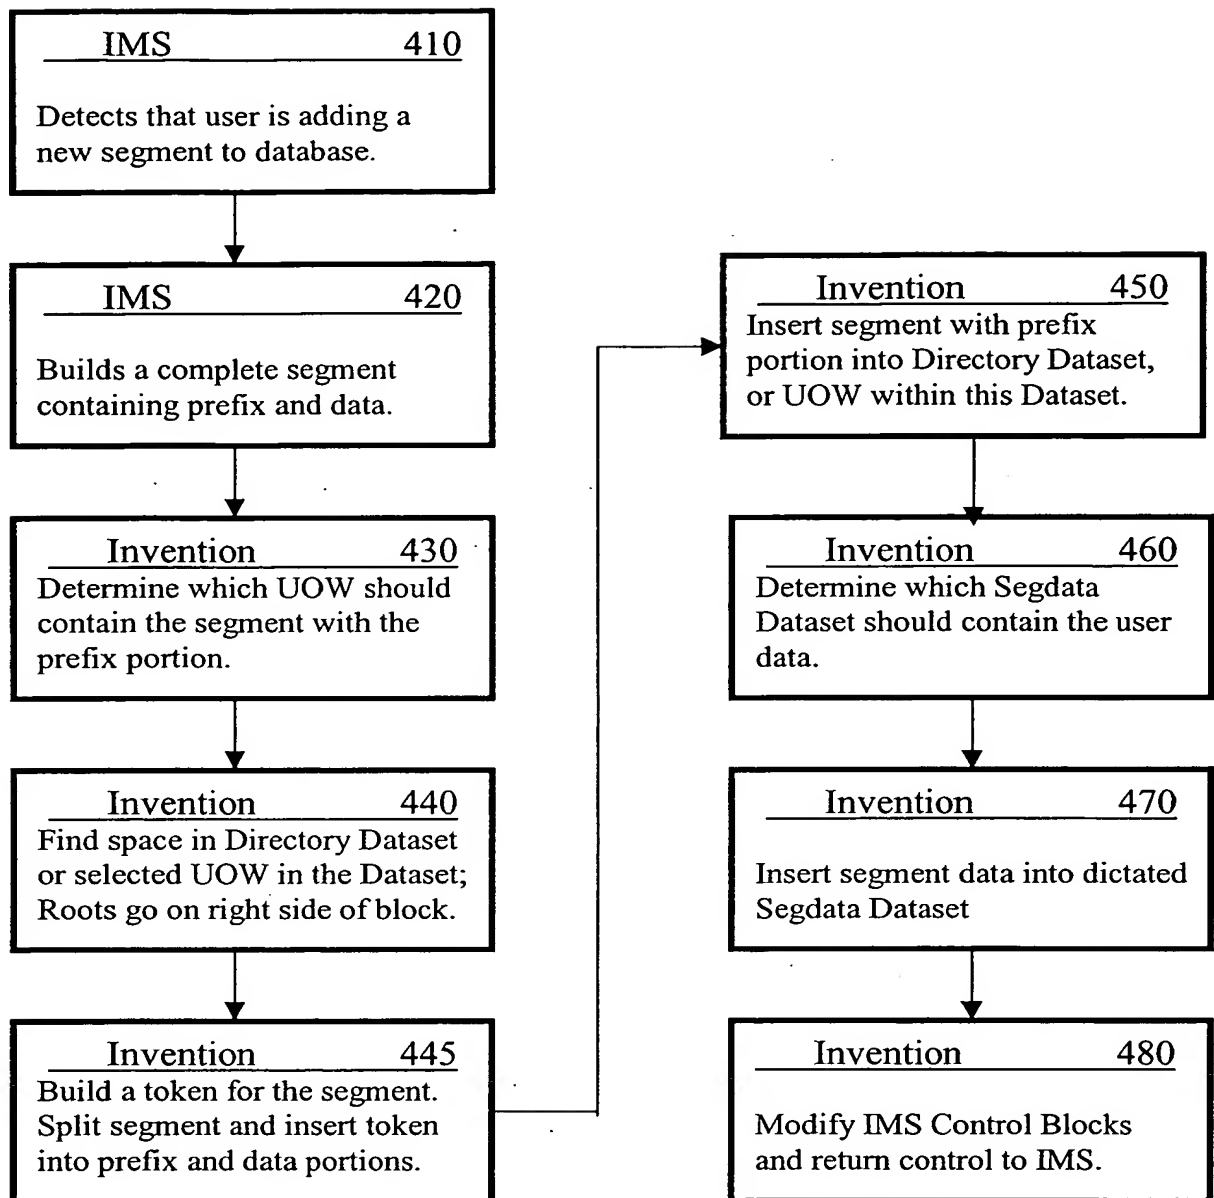 IMS 410
Detects that user is adding a
new segment to database.
IMS 420
Builds a complete segment
containing prefix and data.
Invention 430
Determine which UOW should
contain the segment with the
prefix portion.
Invention 440
Find space in Directory Dataset
or selected UOW in the Dataset;
Roots go on right side of block.
Invention 445
Build a token for the segment.
Split segment and insert token
into prefix and data portions.
Invention 450
Insert segment with prefix
portion into Directory Dataset,
or UOW within this Dataset.
Invention 460
Determine which Segdata
Dataset should contain the user
data.
Invention 470
Insert segment data into dictated
Segdata Dataset
Invention 480
Modify IMS Control Blocks
and return control to IMS.